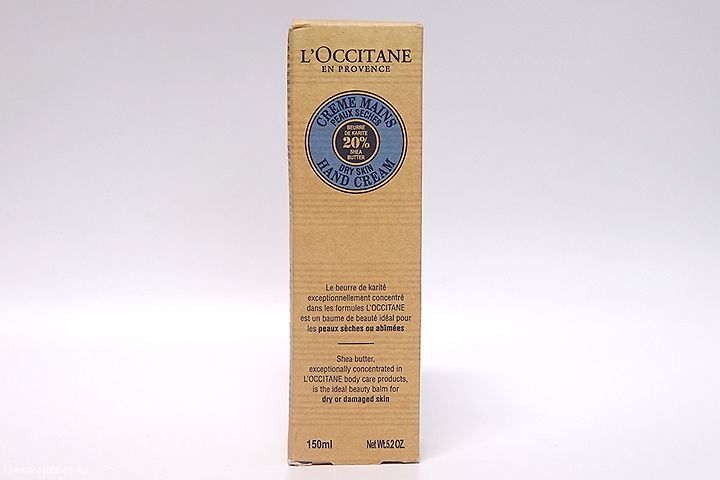 L'OCCITANE
EN PROVENCE
CRÈME MAINS
PEAUX SÈCHES
BEURRE
DE KARITÉ
20%
SHEA
BUTTER
DRY SKIN
HAND CREAM
Le beurre de karité
exceptionnellement concentré
dans les formules L'OCCITANE
est un baume de beauté idéal pour
les peaux sèches ou abîmées
Shea butter,
exceptionally concentrated in
L'OCCITANE body care products,
is the ideal beauty balm for
dry or damaged skin
150ml Net Wt.5.2 OZ.